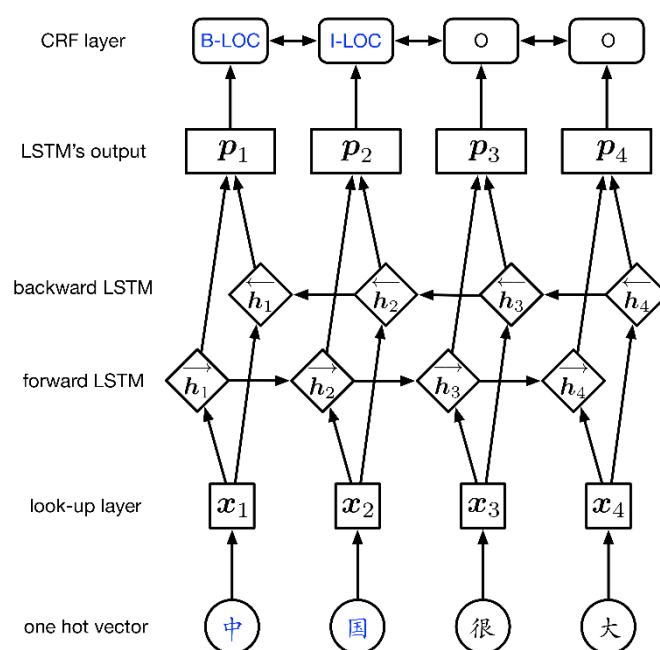 CRF layer B-LOC I-LOC O O
LSTM's output p₁ p₂ p₃ p₄
backward LSTM ←h₁ ←h₂ ←h₃ ←h₄
forward LSTM →h₁ →h₂ →h₃ →h₄
look-up layer x₁ x₂ x₃ x₄
one hot vector 中 国 很 大